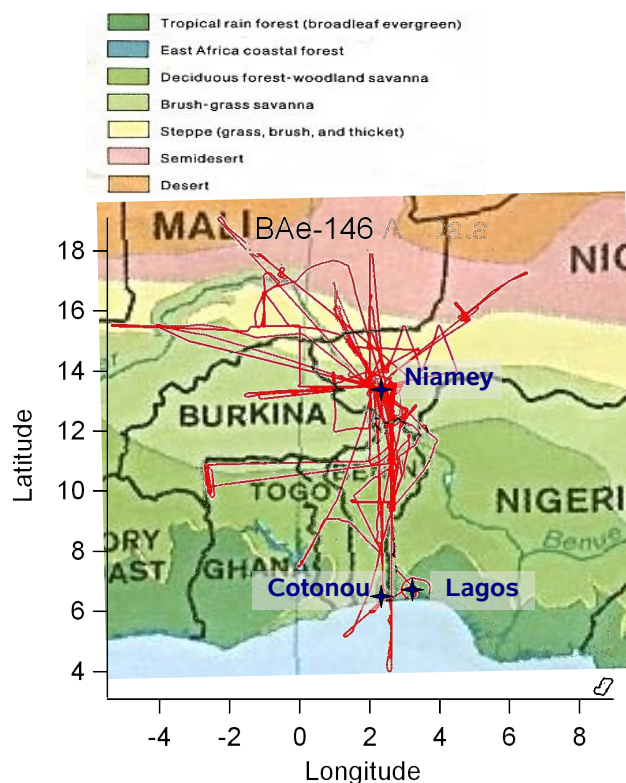 Tropical rain forest (broadleaf evergreen)
East Africa coastal forest
Deciduous forest-woodland savanna
Brush-grass savanna
Steppe (grass, brush, and thicket)
Semidesert
Desert
MALI BAe-146
NIG
18
16
14
12
10
8
6
4
Niamey
BURKINA
TOGO
NIGERI
Benue
ORY
AST
GHANA
Cotonou
Lagos
Latitude
-4 -2 0 2 4 6 8
Longitude